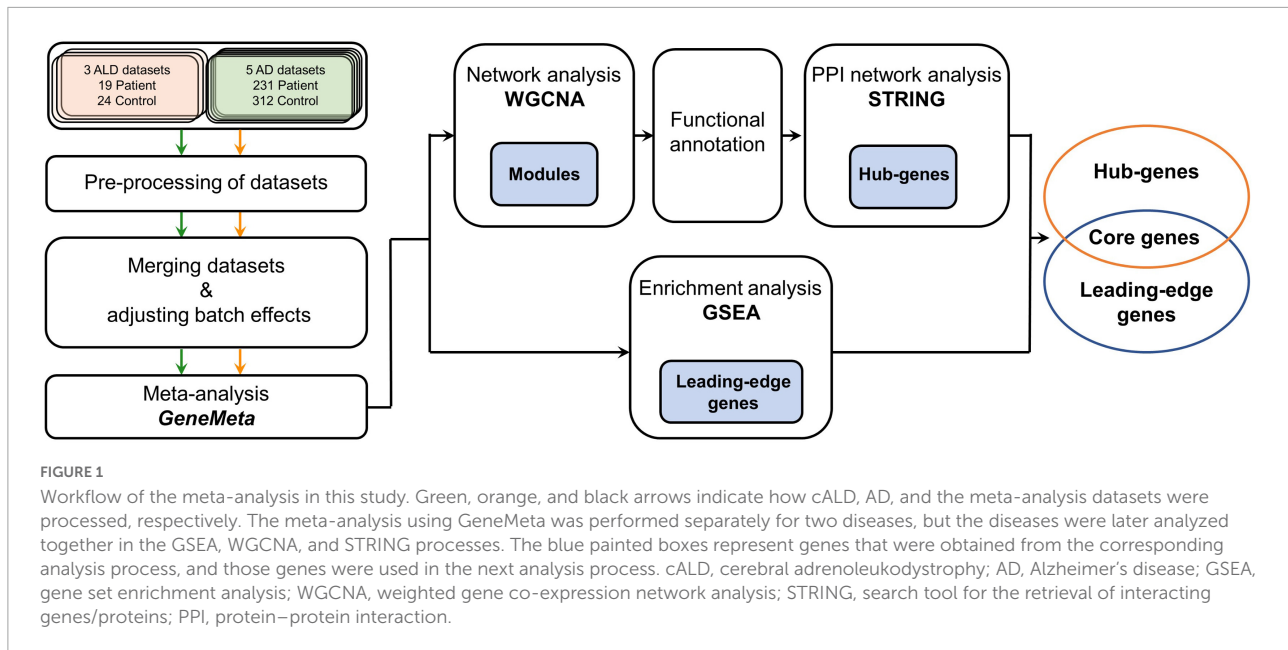 3 ALD datasets
19 Patient
24 Control
5 AD datasets
231 Patient
312 Control
Pre-processing of datasets
Merging datasets
&
adjusting batch effects
Meta-analysis
GeneMeta
Network analysis
WGCNA
Modules
Functional
annotation
PPI network analysis
STRING
Hub-genes
Enrichment analysis
GSEA
Leading-edge
genes
Hub-genes
Core genes
Leading-edge
genes
FIGURE 1
Workflow of the meta-analysis in this study. Green, orange, and black arrows indicate how cALD, AD, and the meta-analysis datasets were
processed, respectively. The meta-analysis using GeneMeta was performed separately for two diseases, but the diseases were later analyzed
together in the GSEA, WGCNA, and STRING processes. The blue painted boxes represent genes that were obtained from the corresponding
analysis process, and those genes were used in the next analysis process. cALD, cerebral adrenoleukodystrophy; AD, Alzheimer's disease; GSEA,
gene set enrichment analysis; WGCNA, weighted gene co-expression network analysis; STRING, search tool for the retrieval of interacting
genes/proteins; PPI, protein–protein interaction.